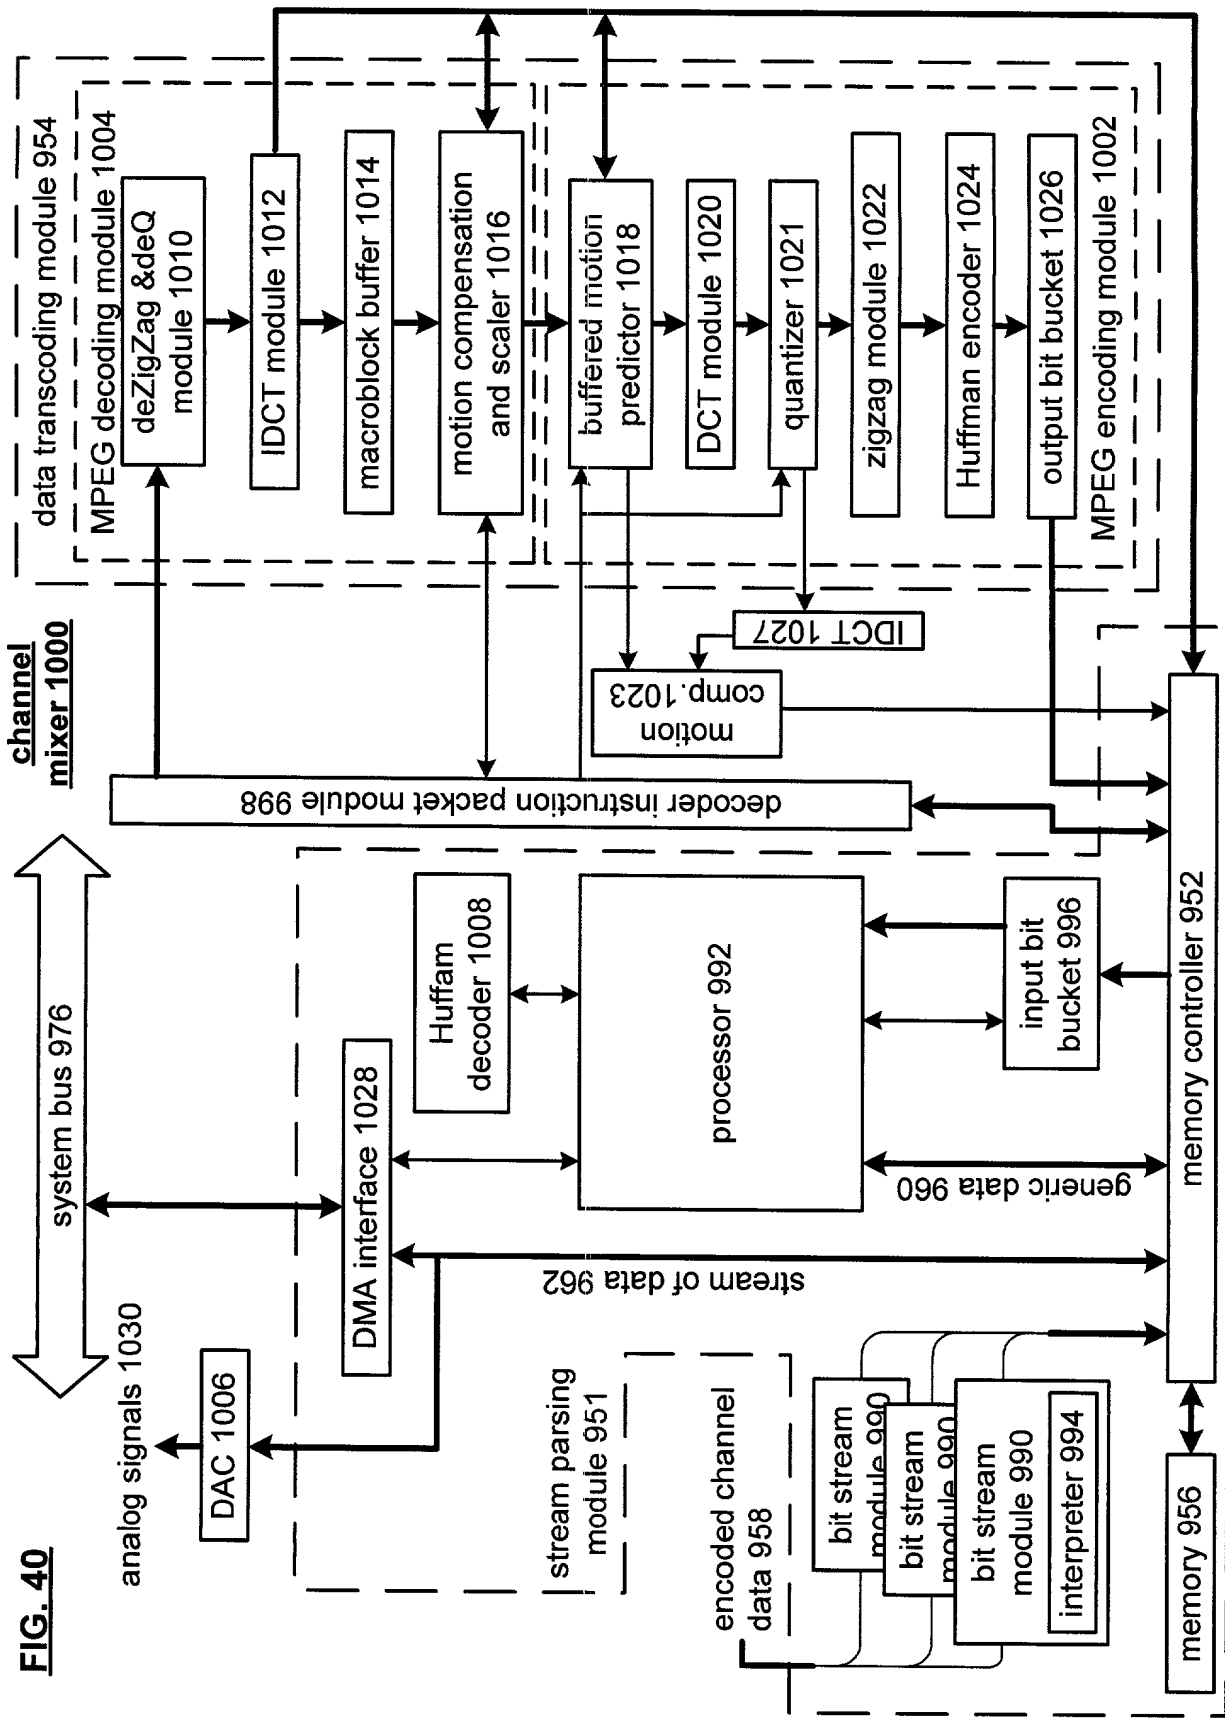 FIG. 40
channel
mixer 1000
system bus 976
analog signals 1030
DAC 1006
DMA interface 1028
stream of data 962
stream parsing
module 951
encoded channel
data 958
bit stream
module 990
bit stream
module 990
bit stream
module 990
interpreter 994
memory 956
memory controller 952
Huffam
decoder 1008
processor 992
generic data 960
input bit
bucket 996
decoder instruction packet module 998
motion
comp. 1023
IDCT 1027
data transcoding module 954
MPEG decoding module 1004
deZigZag &deQ
module 1010
IDCT module 1012
macroblock buffer 1014
motion compensation
and scaler 1016
buffered motion
predictor 1018
DCT module 1020
quantizer 1021
zigzag module 1022
Huffman encoder 1024
output bit bucket 1026
MPEG encoding module 1002